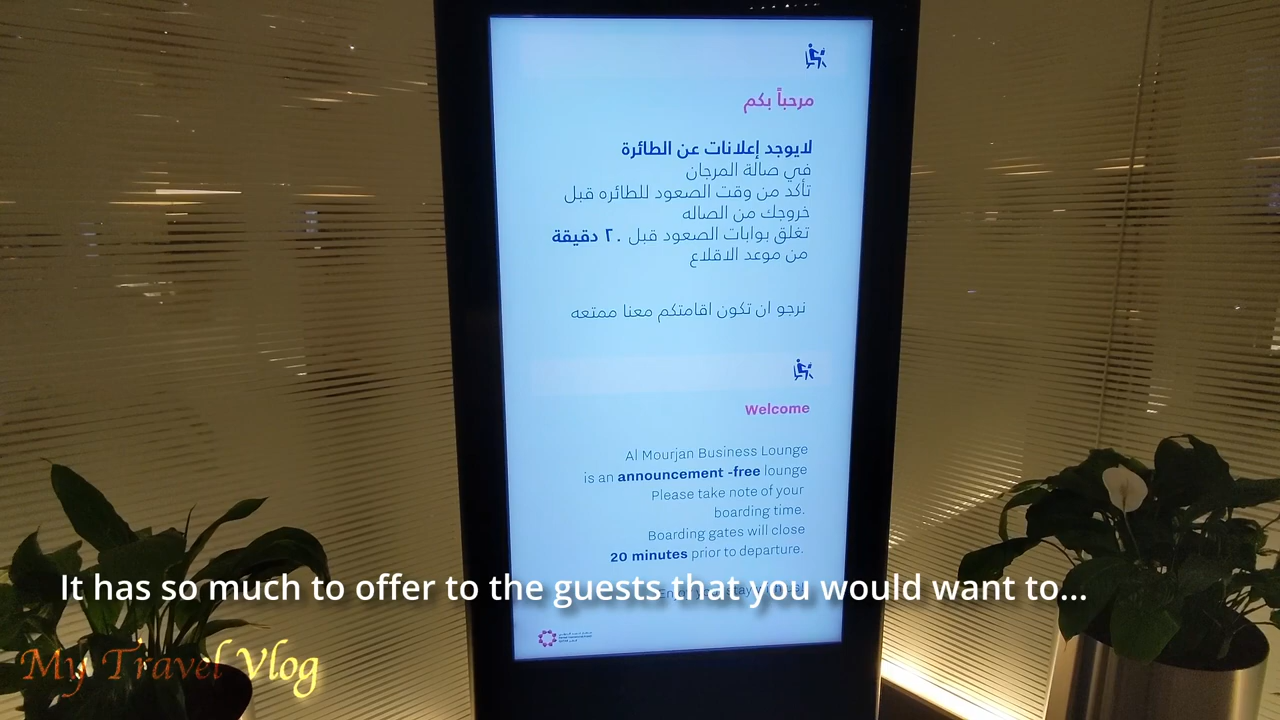 مرحباً بكم
لايوجد إعلانات عن الطائرة
في صالة المرجان
تأكد من وقت الصعود للطائره قبل
خروجك من الصاله
تغلق بوابات الصعود قبل ٢٠ دقيقة
من موعد الاقلاع
نرجو ان تكون اقامتكم معنا ممتعه
Welcome
Al Mourjan Business Lounge
is an announcement -free lounge
Please take note of your
boarding time.
Boarding gates will close
20 minutes prior to departure.
It has so much to offer to the guests that you would want to...
My Travel Vlog